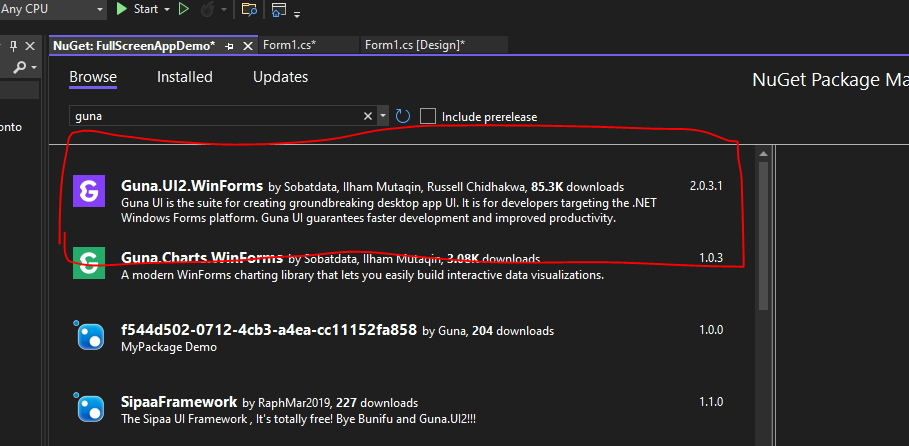 Any CPU Start
NuGet: FullScreenAppDemo* Form1.cs* Form1.cs [Design]*
Browse Installed Updates NuGet Package Ma
guna Include prerelease
onto
Guna.UI2.WinForms by Sobatdata, Ilham Mutaqin, Russell Chidhakwa, 85.3K downloads 2.0.3.1
Guna UI is the suite for creating groundbreaking desktop app UI. It is for developers targeting the .NET
Windows Forms platform. Guna UI guarantees faster development and improved productivity.
Guna.Charts.WinForms by Sobatdata, Ilham Mutaqin, 3.08K downloads 1.0.3
A modern WinForms charting library that lets you easily build interactive data visualizations.
f544d502-0712-4cb3-a4ea-cc11152fa858 by Guna, 204 downloads 1.0.0
MyPackage Demo
SipaaFramework by RaphMar2019, 227 downloads 1.1.0
The Sipaa UI Framework , It's totally free! Bye Bunifu and Guna.UI2!!!